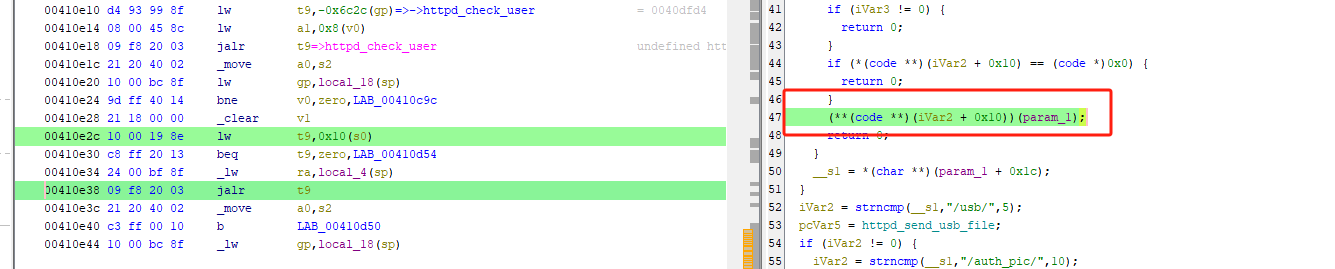 00410e10 d4 93 99 8f lw t9,-0x6c2c(gp)=>->httpd_check_user = 0040dfd4
00410e14 08 00 45 8c lw a1,0x8(v0)
00410e18 09 f8 20 03 jalr t9=>httpd_check_user undefined htt
00410e1c 21 20 40 02 _move a0,s2
00410e20 10 00 bc 8f lw gp,local_18(sp)
00410e24 9d ff 40 14 bne v0,zero,LAB_00410c9c
00410e28 21 18 00 00 _clear v1
00410e2c 10 00 19 8e lw t9,0x10(s0)
00410e30 c8 ff 20 13 beq t9,zero,LAB_00410d54
00410e34 24 00 bf 8f _lw ra,local_4(sp)
00410e38 09 f8 20 03 jalr t9
00410e3c 21 20 40 02 _move a0,s2
00410e40 c3 ff 00 10 b LAB_00410d50
00410e44 10 00 bc 8f _lw gp,local_18(sp)
41 if (iVar3 != 0) {
42 return 0;
43 }
44 if (*(code **)(iVar2 + 0x10) == (code *)0x0) {
45 return 0;
46 }
47 (**(code **)(iVar2 + 0x10))(param_1);
48 return 0;
49 }
50 __s1 = *(char **)(param_1 + 0x1c);
51 }
52 iVar2 = strncmp(__s1,"/usb/",5);
53 pcVar5 = httpd_send_usb_file;
54 if (iVar2 != 0) {
55 iVar2 = strncmp(__s1,"/auth_pic/",10);